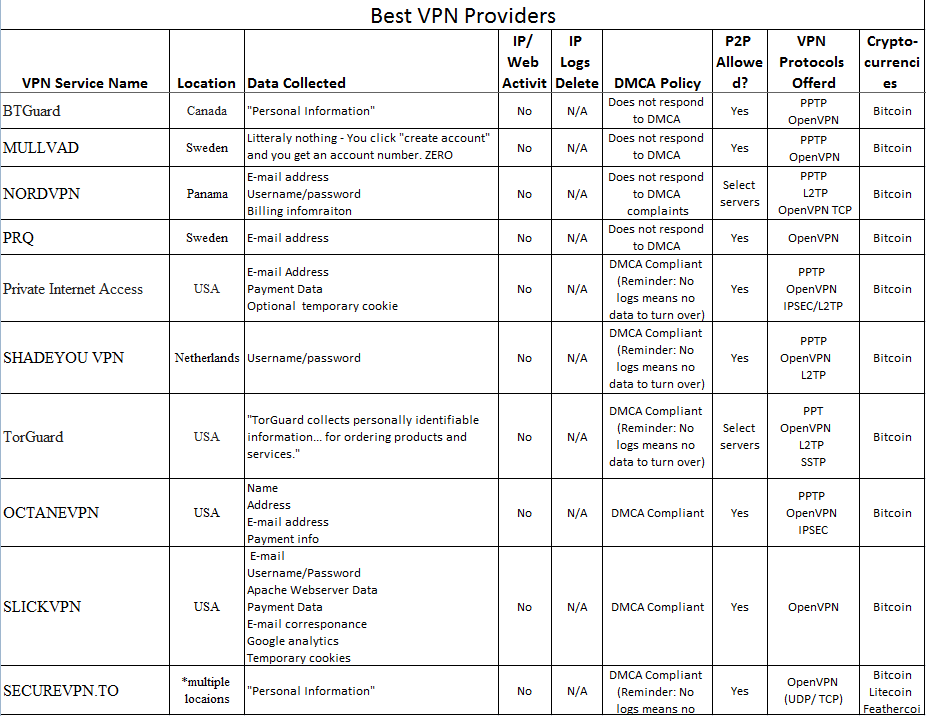 Best VPN Providers
VPN Service Name Location Data Collected IP/ Web Activit IP Logs Delete DMCA Policy P2P Allowe d? VPN Protocols Offerd Crypto- currenci es
BTGuard Canada "Personal Information" No N/A Does not respond to DMCA Yes PPTP OpenVPN Bitcoin
MULLVAD Sweden Litteraly nothing - You click "create account" and you get an account number. ZERO No N/A Does not respond to DMCA Yes PPTP OpenVPN Bitcoin
NORDVPN Panama E-mail address Username/password Billing infomraiton No N/A Does not respond to DMCA complaints Select servers PPTP L2TP OpenVPN TCP Bitcoin
PRQ Sweden E-mail address No N/A Does not respond to DMCA Yes OpenVPN Bitcoin
Private Internet Access USA E-mail Address Payment Data Optional temporary cookie No N/A DMCA Compliant (Reminder: No logs means no data to turn over) Yes PPTP OpenVPN IPSEC/L2TP Bitcoin
SHADEYOU VPN Netherlands Username/password No N/A DMCA Compliant (Reminder: No logs means no data to turn over) Yes PPTP OpenVPN L2TP Bitcoin
TorGuard USA "TorGuard collects personally identifiable information... for ordering products and services." No N/A DMCA Compliant (Reminder: No logs means no data to turn over) Select servers PPT OpenVPN L2TP SSTP Bitcoin
OCTANEVPN USA Name Address E-mail address Payment info No N/A DMCA Compliant Yes PPTP OpenVPN IPSEC Bitcoin
SLICKVPN USA E-mail Username/Password Apache Webserver Data Payment Data E-mail corresponance Google analytics Temporary cookies No N/A DMCA Compliant Yes OpenVPN Bitcoin
SECUREVPN.TO *multiple locaions "Personal Information" No N/A DMCA Compliant (Reminder: No logs means no Yes OpenVPN (UDP/ TCP) Bitcoin Litecoin Feathercoi